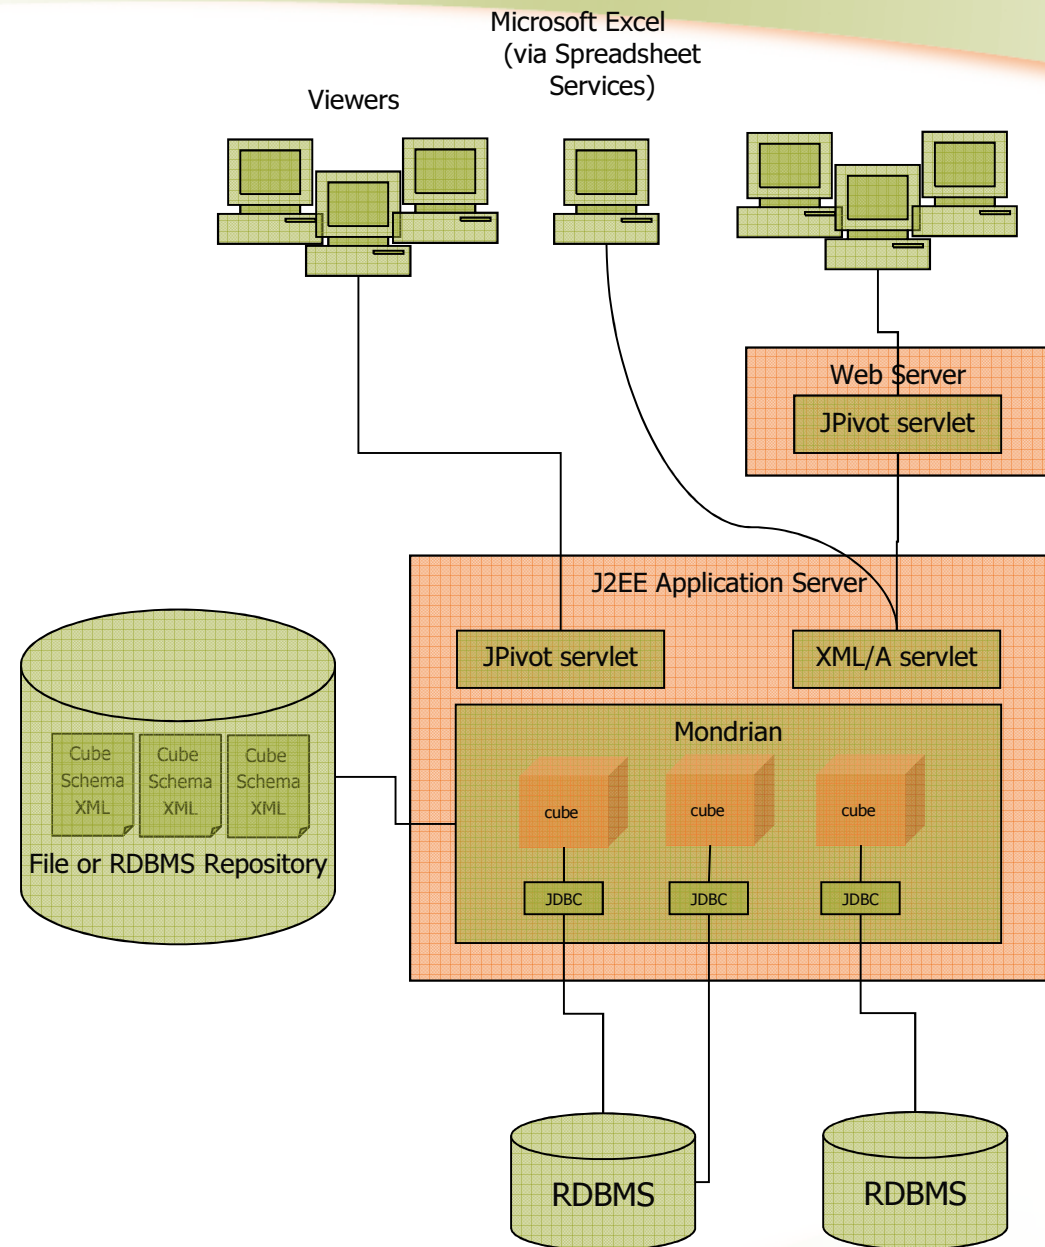 Microsoft Excel
(via Spreadsheet
Services)
Viewers
Web Server
JPivot servlet
J2EE Application Server
JPivot servlet
XML/A servlet
Mondrian
cube
cube
cube
JDBC
JDBC
JDBC
Cube
Schema
XML
Cube
Schema
XML
Cube
Schema
XML
File or RDBMS Repository
RDBMS
RDBMS